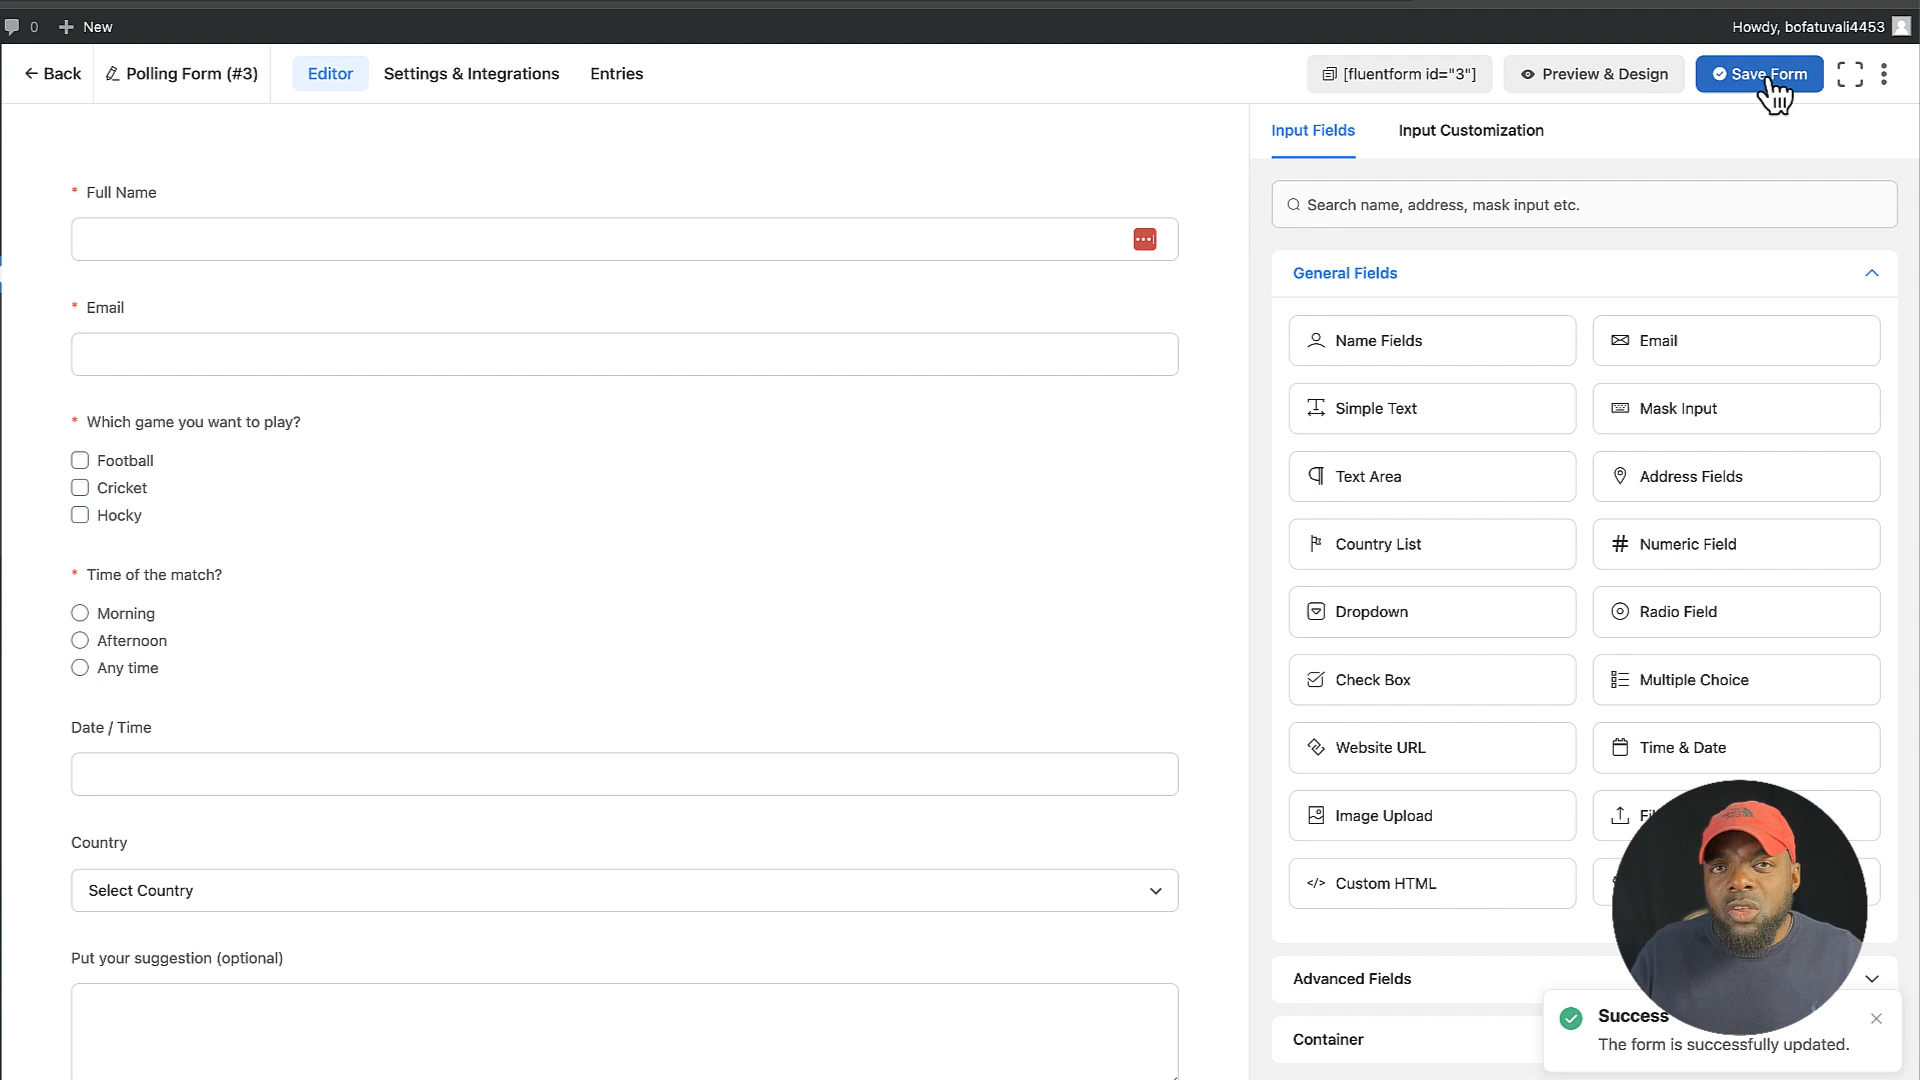 0 New
Howdy, bofatuvali4453
Back Polling Form (#3) Editor Settings & Integrations Entries [fluentform id="3"] Preview & Design Save Form
Input Fields Input Customization
Search name, address, mask input etc.
General Fields
Name Fields Email
Simple Text Mask Input
Text Area Address Fields
Country List Numeric Field
Dropdown Radio Field
Check Box Multiple Choice
Website URL Time & Date
Image Upload
Custom HTML
Advanced Fields
Container
* Full Name
* Email
* Which game you want to play?
Football
Cricket
Hocky
* Time of the match?
Morning
Afternoon
Any time
Date / Time
Country
Select Country
Put your suggestion (optional)
Success
The form is successfully updated.